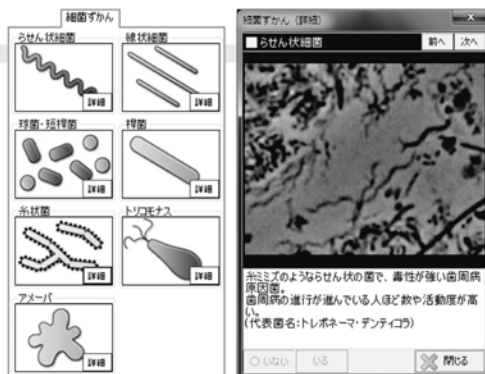 細菌ずかん
らせん状細菌
詳細
線状細菌
詳細
球菌・短桿菌
詳細
桿菌
詳細
糸状菌
詳細
トリコモナス
詳細
アメーバ
詳細
細菌ずかん (詳細)
らせん状細菌
前へ
次へ
糸ミミズのようならせん状の菌で、毒性が強い歯周病
原因菌。
歯周病の進行が進んでいる人ほど数や活動度が高
い。
(代表菌名:トレポネーマ・デンティコラ)
いない
いる
閉じる